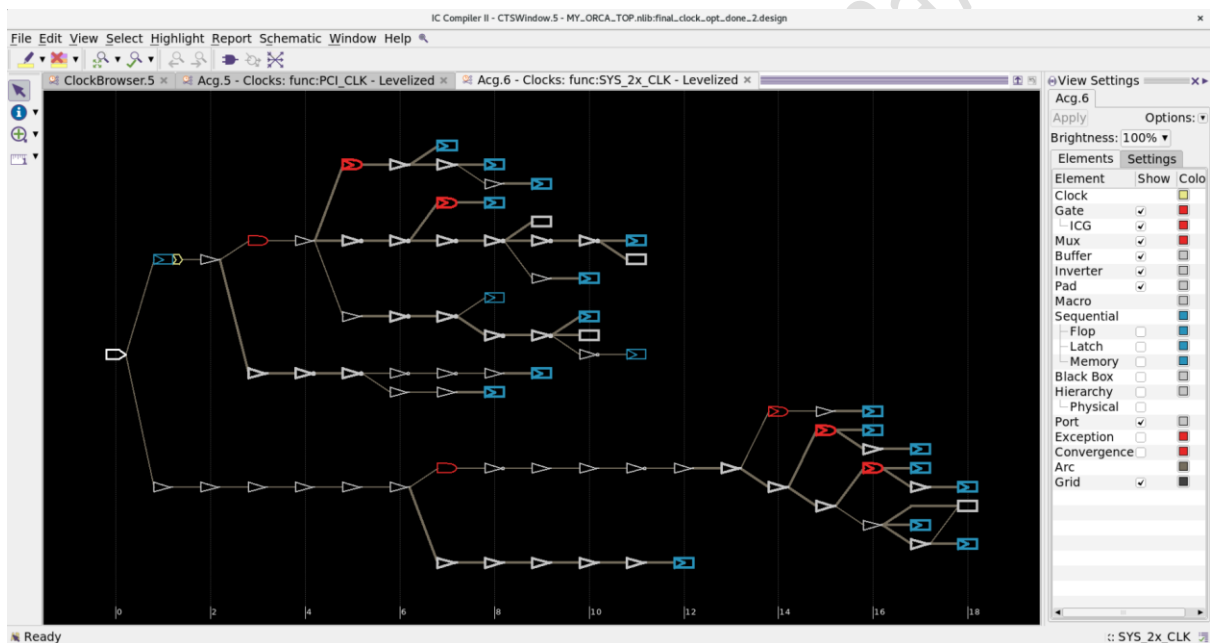 IC Compiler II - CTSWindow.5 - MY_ORCA_TOP.nlib:final_clock_opt_done_2.design
File Edit View Select Highlight Report Schematic Window Help
ClockBrowser.5 Acg.5 - Clocks: func:PCI_CLK - Levelized Acg.6 - Clocks: func:SYS_2x_CLK - Levelized
View Settings
Acg.6
Apply Options:
Brightness: 100%
Elements Settings
Element Show Colo
Clock
Gate
ICG
Mux
Buffer
Inverter
Pad
Macro
Sequential
Flop
Latch
Memory
Black Box
Hierarchy
Physical
Port
Exception
Convergence
Arc
Grid
0 2 4 6 8 10 12 14 16 18
Ready :: SYS_2x_CLK